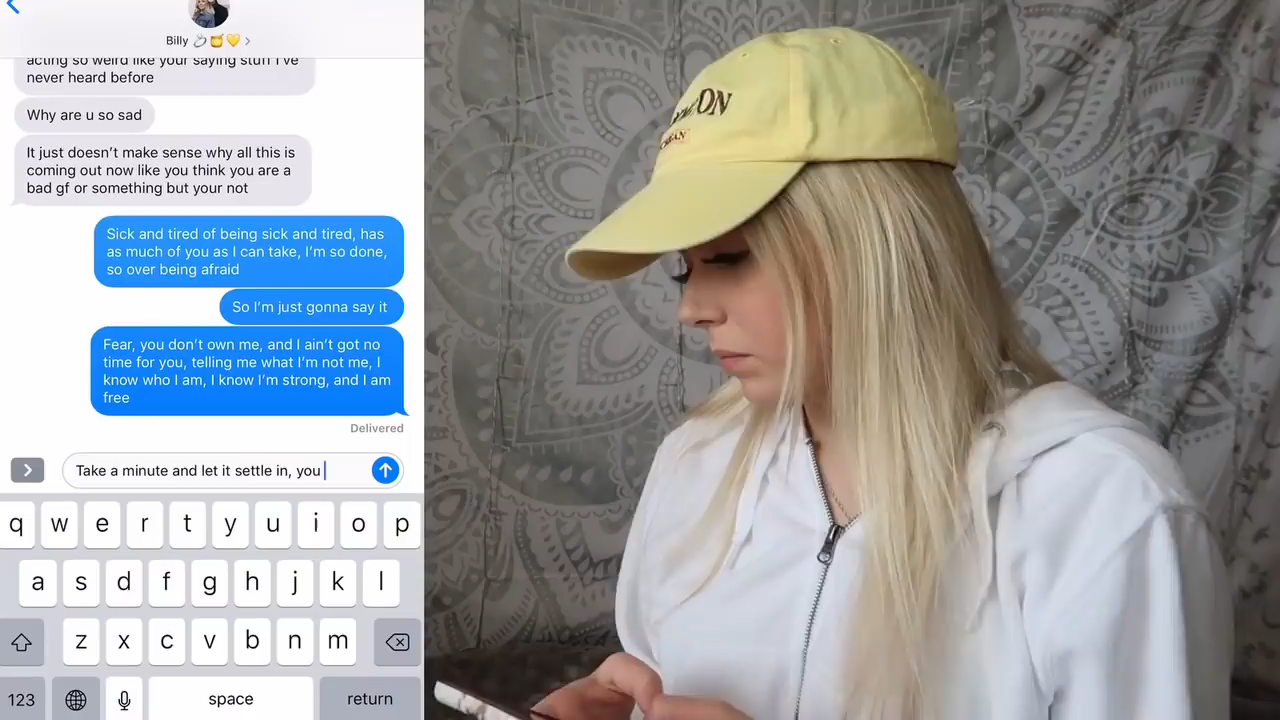 Billy 💍🍯💛 >
acting so weird like your saying stuff I've
never heard before
Why are u so sad
It just doesn't make sense why all this is
coming out now like you think you are a
bad gf or something but your not
Sick and tired of being sick and tired, has
as much of you as I can take, I'm so done,
so over being afraid
So I'm just gonna say it
Fear, you don't own me, and I ain't got no
time for you, telling me what I'm not me, I
know who I am, I know I'm strong, and I am
free
Delivered
Take a minute and let it settle in, you
q w e r t y u i o p
a s d f g h j k l
z x c v b n m
123 space return
ON